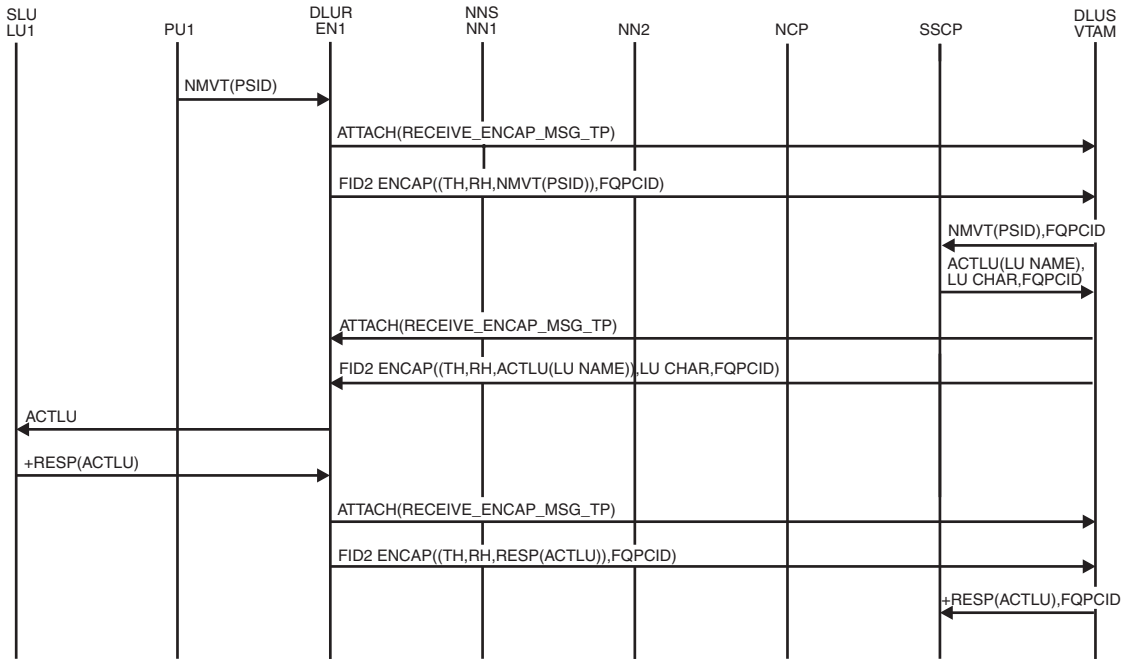 SLU
LU1
PU1
DLUR
EN1
NNS
NN1
NN2
NCP
SSCP
DLUS
VTAM
NMVT(PSID)
ATTACH(RECEIVE_ENCAP_MSG_TP)
FID2 ENCAP((TH,RH,NMVT(PSID)),FQPCID)
NMVT(PSID),FQPCID
ACTLU(LU NAME),
LU CHAR,FQPCID
ATTACH(RECEIVE_ENCAP_MSG_TP)
FID2 ENCAP((TH,RH,ACTLU(LU NAME)),LU CHAR,FQPCID)
ACTLU
+RESP(ACTLU)
ATTACH(RECEIVE_ENCAP_MSG_TP)
FID2 ENCAP((TH,RH,RESP(ACTLU)),FQPCID)
+RESP(ACTLU),FQPCID